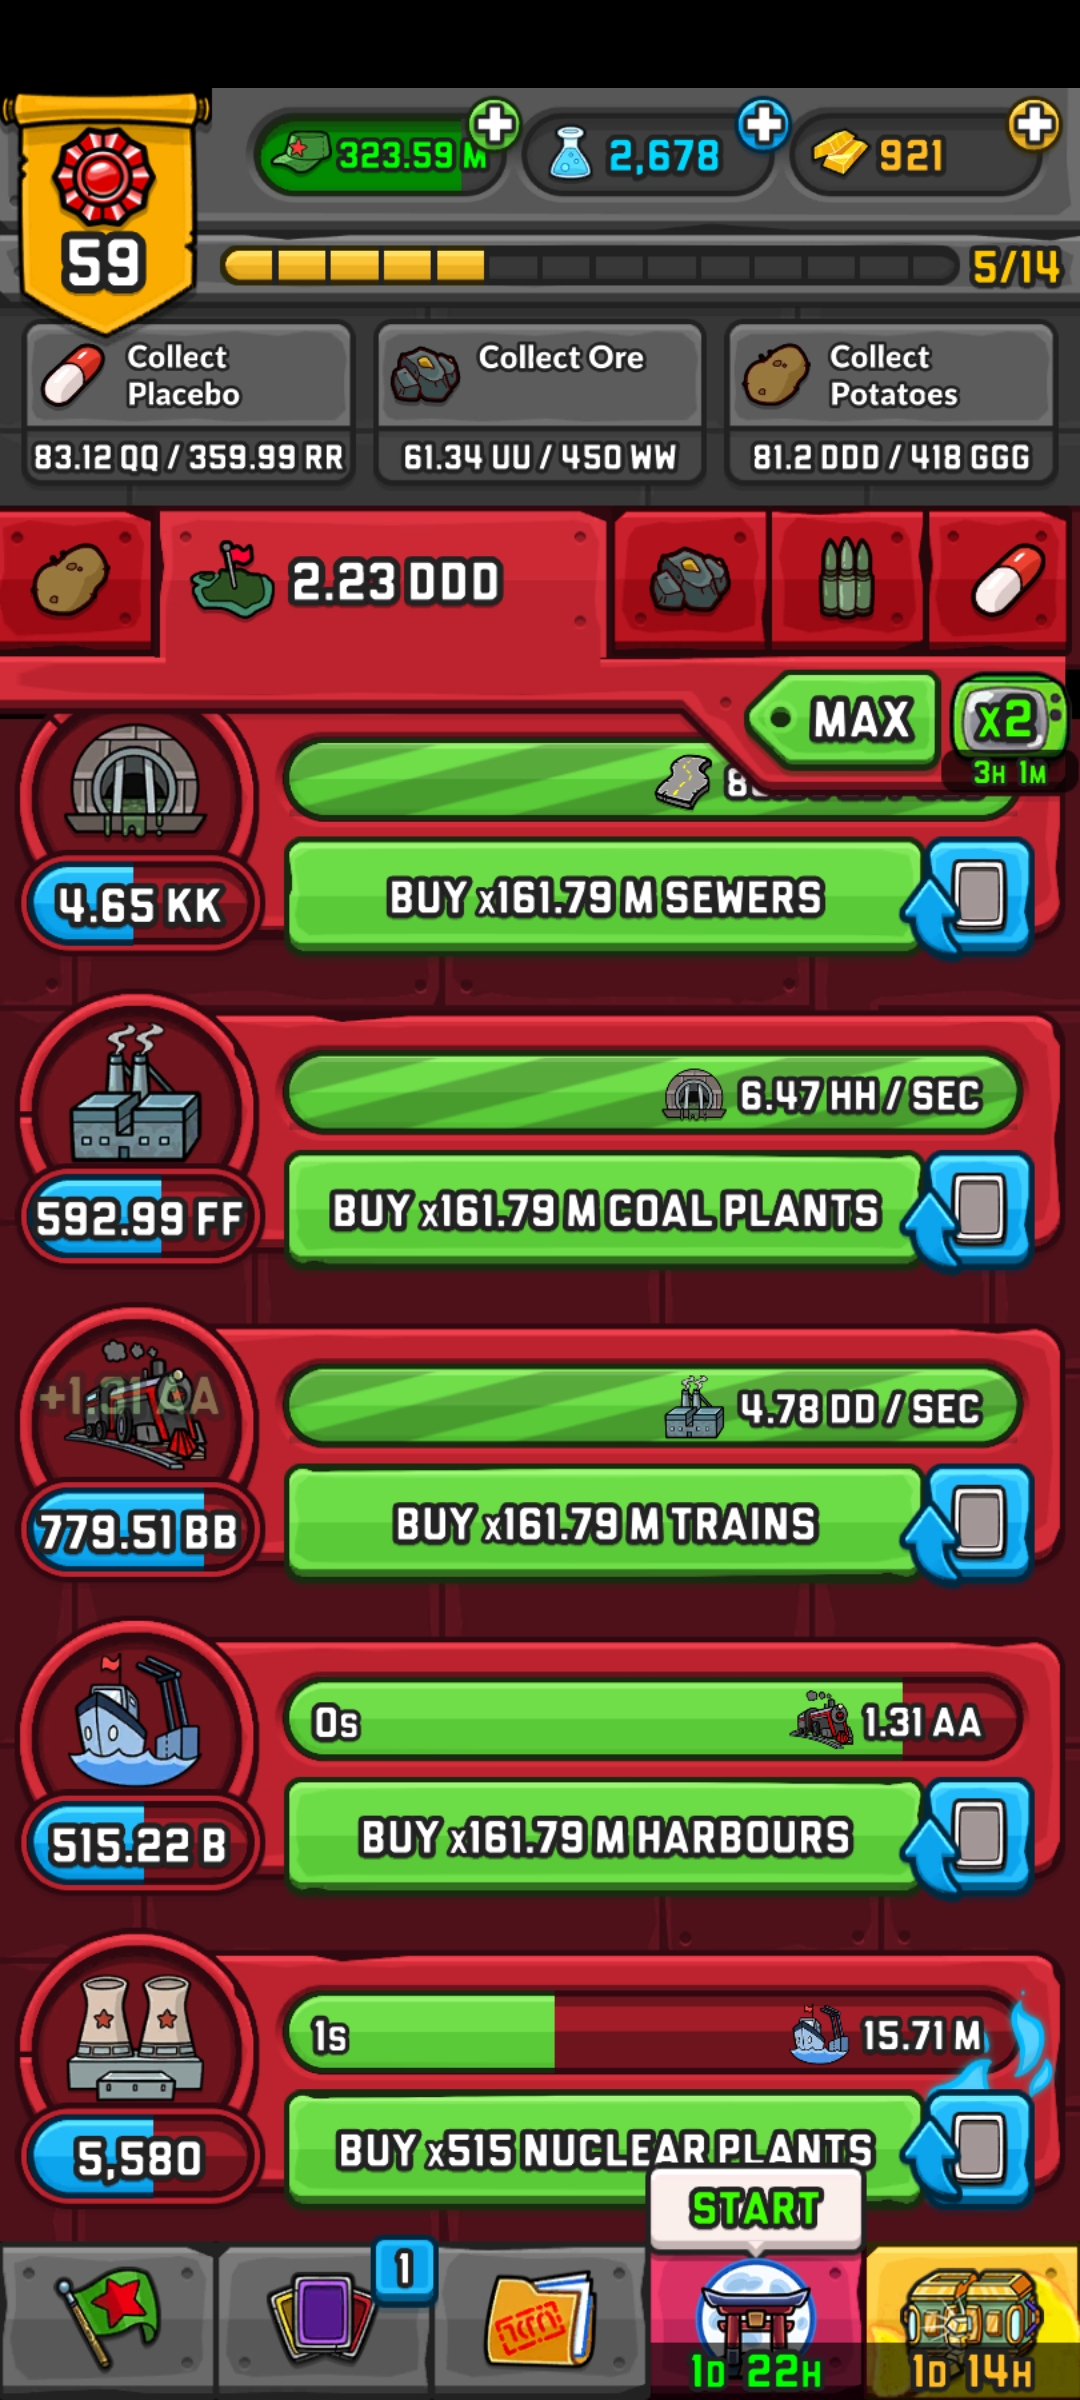 323.59 M
2,678
921
59
5/14
Collect
Placebo
83.12 QQ / 359.99 RR
Collect Ore
61.34 UU / 450 WW
Collect
Potatoes
81.2 DDD / 418 GGG
2.23 DDD
MAX
x2
3H 1M
4.65 KK
BUY x161.79 M SEWERS
6.47 HH / SEC
592.99 FF
BUY x161.79 M COAL PLANTS
+1.31 AA
4.78 DD / SEC
779.51 BB
BUY x161.79 M TRAINS
0s
1.31 AA
515.22 B
BUY x161.79 M HARBOURS
1s
15.71 M
5,580
BUY x515 NUCLEAR PLANTS
START
1
1D 22H
1D 14H